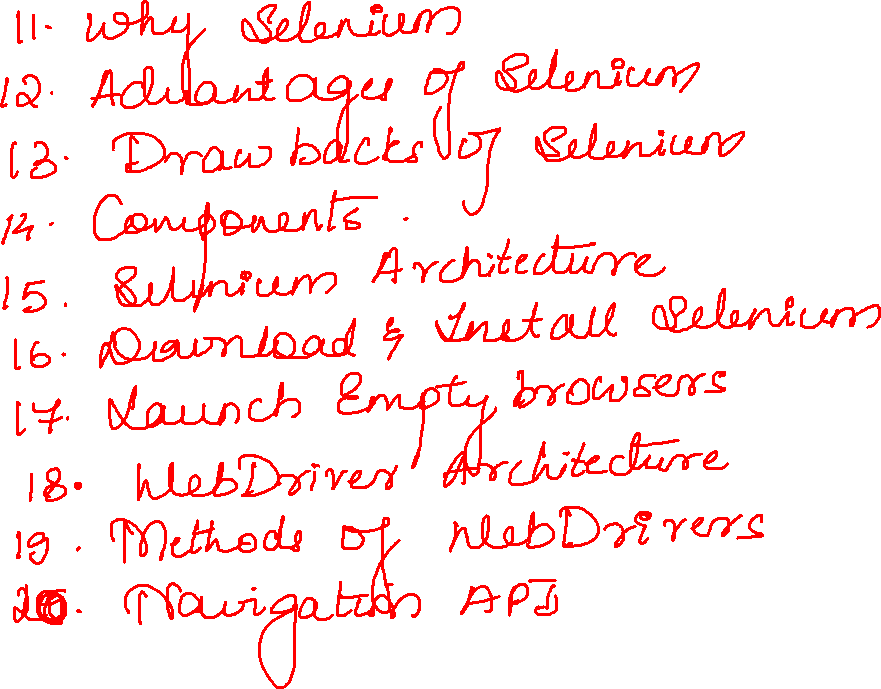 11. Why Selenium
12. Advantages of Selenium
13. Drawbacks of Selenium
14. Components.
15. Selenium Architecture
16. Download & Install Selenium
17. Launch Empty browsers
18. WebDriver Architecture
19. Methods of WebDrivers
20. Navigation API